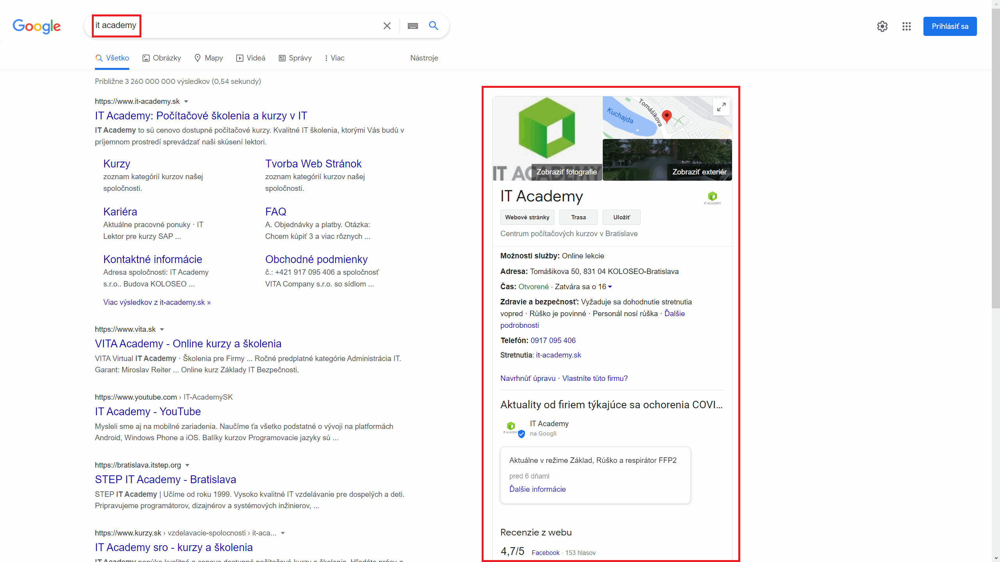 Google
it academy
Prihlásiť sa
Všetko
Obrázky
Mapy
Videá
Správy
Viac
Nástroje
Približne 3 260 000 000 výsledkov (0,54 sekundy)
https://www.it-academy.sk
IT Academy: Počítačové školenia a kurzy v IT
IT Academy to sú cenovo dostupné počítačové kurzy. Kvalitné IT školenia, ktorými Vás budú v
príjemnom prostredí sprevádzať naši skúsení lektori.
Kurzy
zoznam kategórií kurzov našej
spoločnosti.
Tvorba Web Stránok
zoznam kategórií kurzov našej
spoločnosti.
Kariéra
Aktuálne pracovné ponuky · IT
Lektor pre kurzy SAP ...
FAQ
A. Objednávky a platby. Otázka:
Chcem kúpiť 3 a viac rôznych ...
Kontaktné informácie
Adresa spoločnosti: IT Academy
s.r.o.. Budova KOLOSEO ...
Obchodné podmienky
č.: +421 917 095 406 a spoločnosť
VITA Company s.r.o. so sídlom ...
Viac výsledkov z it-academy.sk »
https://www.vita.sk
VITA Academy - Online kurzy a školenia
VITA Virtual IT Academy · Školenia pre Firmy ... Ročné predplatné kategórie Administrácia IT.
Garant: Miroslav Reiter ... Online kurz Základy IT Bezpečnosti.
https://www.youtube.com › IT-AcademySK
IT Academy - YouTube
Mysleli sme aj na mobilné zariadenia. Naučíme ťa všetko podstatné o vývoji na platformách
Android, Windows Phone a iOS. Balíky kurzov Programovacie jazyky sú ...
https://bratislava.itstep.org
STEP IT Academy - Bratislava
STEP IT Academy | Učíme od roku 1999. Vysoko kvalitné IT vzdelávanie pre dospelých a deti.
Pripravujeme programátorov, dizajnérov a systémových inžinierov, ...
https://www.kurzy.sk › vzdelavacie-spolocnosti › it-aca...
IT Academy sro - kurzy a školenia
IT Academy ponúka kvalitné a cenovo dostupné počítačové kurzy a školenia. Hľadáte prácu a
Kuchajda
Tomášikova
IT ACADEMY
Zobraziť fotografie
Zobraziť exteriér
IT Academy
IT ACADEMY
Webové stránky
Trasa
Uložiť
Centrum počítačových kurzov v Bratislave
Možnosti služby: Online lekcie
Adresa: Tomášikova 50, 831 04 KOLOSEO-Bratislava
Čas: Otvorené · Zatvára sa o 16
Zdravie a bezpečnosť: Vyžaduje sa dohodnutie stretnutia
vopred · Rúško je povinné · Personál nosí rúška · Ďalšie
podrobnosti
Telefón: 0917 095 406
Stretnutia: it-academy.sk
Navrhnúť úpravu · Vlastníte túto firmu?
Aktuality od firiem týkajúce sa ochorenia COVI...
IT Academy
na Googli
Aktuálne v režime Základ, Rúško a respirátor FFP2
pred 6 dňami
Ďalšie informácie
Recenzie z webu
4,7/5 Facebook · 153 hlasov